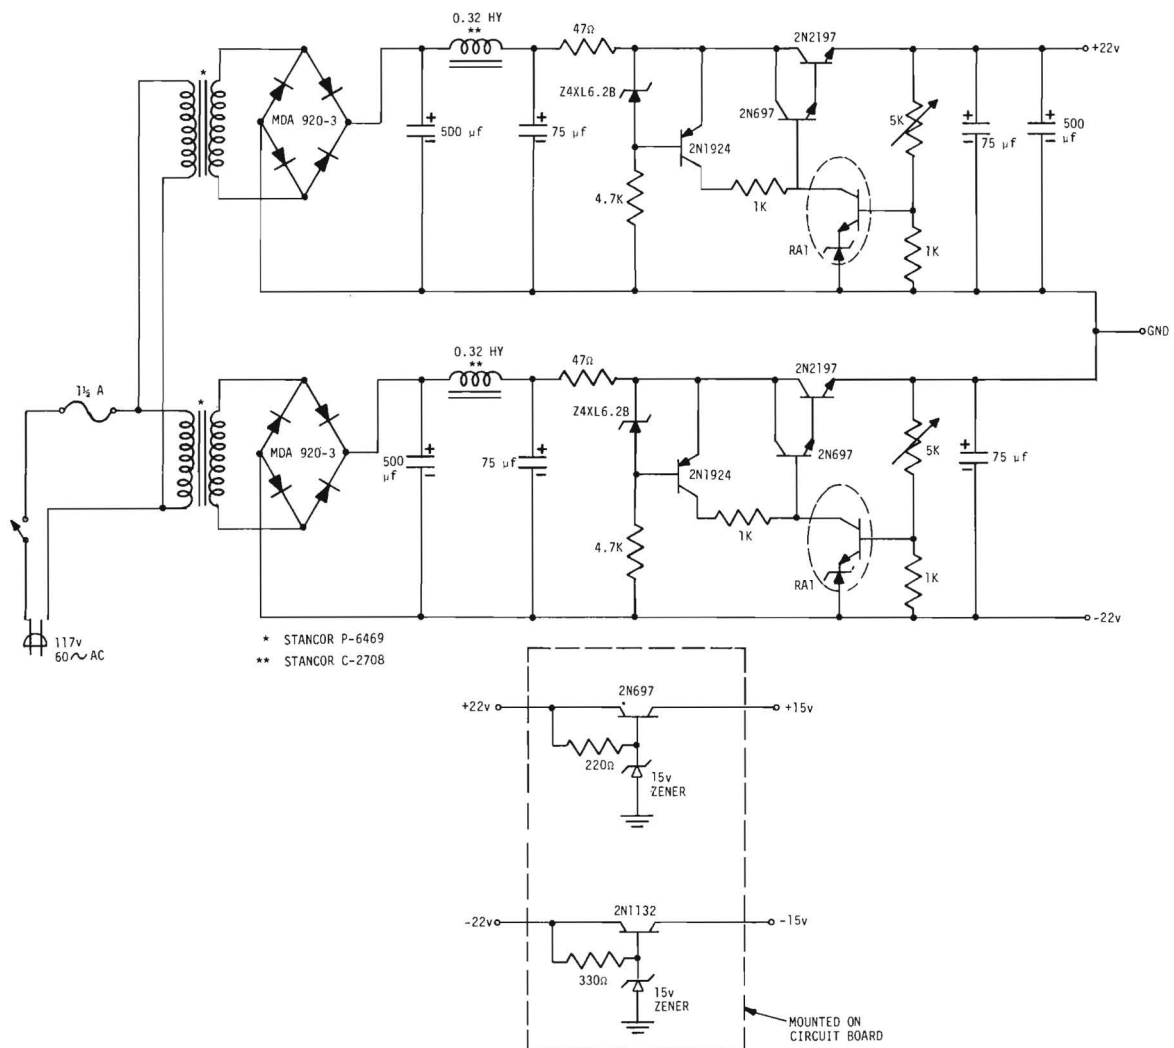 0.32 HY
**
47Ω
2N2197
+22v
*
MDA 920-3
+
500 µf
−
+
75 µf
−
Z4XL6.2B
2N697
2N1924
5K
+
75 µf
−
+
500
µf
−
4.7K
1K
RA1
1K
GND
0.32 HY
**
47Ω
2N2197
1½ A
*
MDA 920-3
500
µf
+
−
+
75 µf
−
Z4XL6.2B
2N697
2N1924
5K
+
75 µf
−
4.7K
1K
RA1
1K
-22v
117v
60~AC
* STANCOR P-6469
** STANCOR C-2708
2N697
+22v
+15v
220Ω
15v
ZENER
2N1132
-22v
-15v
330Ω
15v
ZENER
MOUNTED ON
CIRCUIT BOARD